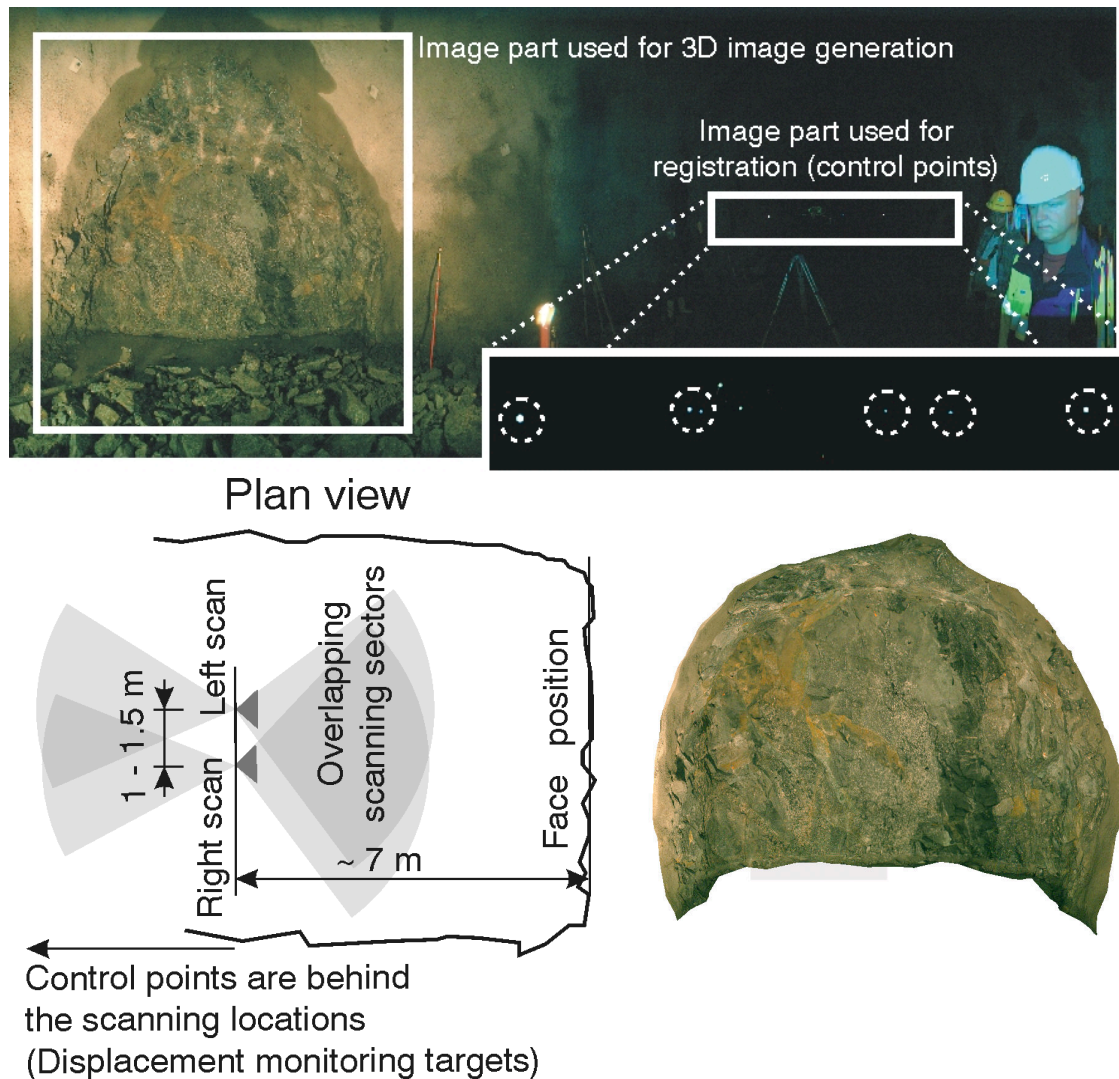 Image part used for 3D image generation
Image part used for
registration (control points)
Plan view
Left scan
Right scan
1 - 1.5 m
Overlapping
scanning sectors
Face position
~ 7 m
Control points are behind
the scanning locations
(Displacement monitoring targets)